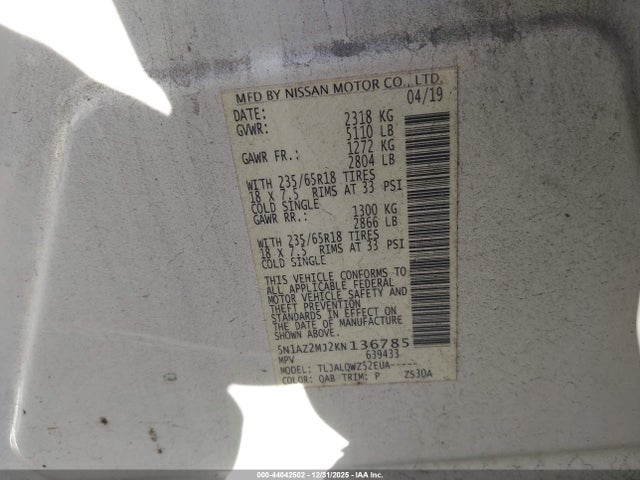 MFD BY NISSAN MOTOR CO., LTD.
DATE: 04/19
GVWR: 2318 KG
5110 LB
GAWR FR.: 1272 KG
2804 LB
WITH 235/65R18 TIRES
18 X 7.5 RIMS AT 33 PSI
COLD SINGLE
GAWR RR.: 1300 KG
2866 LB
WITH 235/65R18 TIRES
18 X 7.5 RIMS AT 33 PSI
COLD SINGLE
THIS VEHICLE CONFORMS TO
ALL APPLICABLE FEDERAL
MOTOR VEHICLE SAFETY AND
THEFT PREVENTION
STANDARDS IN EFFECT ON
THE DATE OF MANUFACTURE
SHOWN ABOVE.
5N1AZ2MJ2KN136785
MPV 639433
MODEL: TLJALQWZS2EUA-----
COLOR: QAB TRIM: P ZS30A
000-44042502 - 12/31/2025 - IAA Inc.